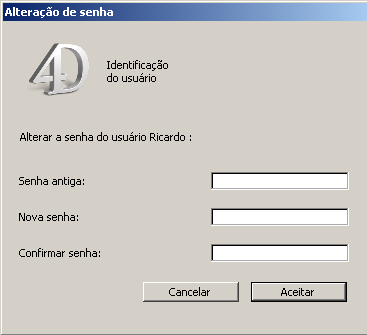 Alteração de senha
4D
Identificação
do usuário
Alterar a senha do usuário Ricardo :
Senha antiga:
Nova senha:
Confirmar senha:
Cancelar
Aceitar